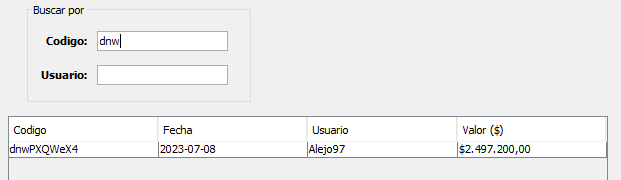 Buscar por
Codigo: dnw
Usuario:
Codigo Fecha Usuario Valor ($)
dnwPXQWeX4 2023-07-08 Alejo97 $2.497.200,00